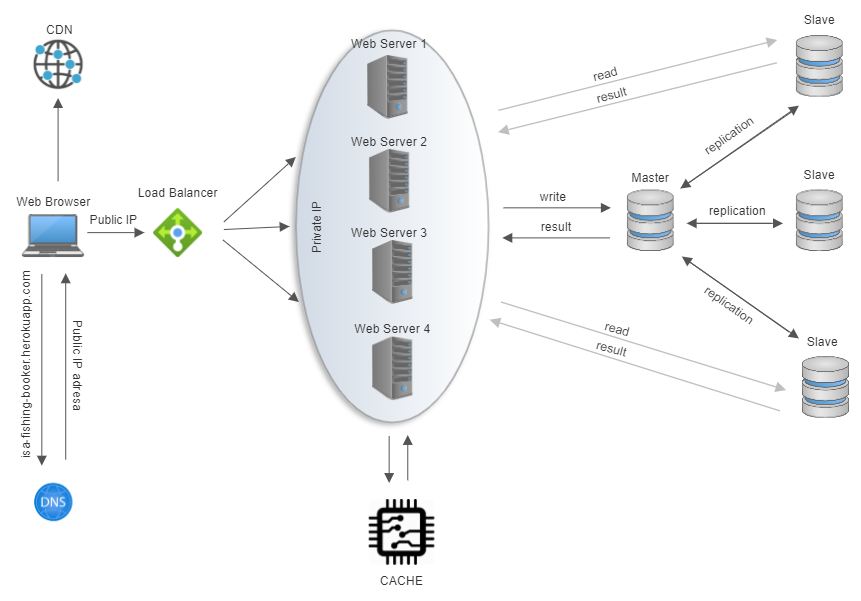 CDN
Web Browser
Public IP
Load Balancer
isa-fishing-booker.herokuapp.com
Public IP adresa
DNS
Web Server 1
Web Server 2
Private IP
Web Server 3
Web Server 4
CACHE
read
result
write
result
read
result
Master
replication
replication
replication
Slave
Slave
Slave